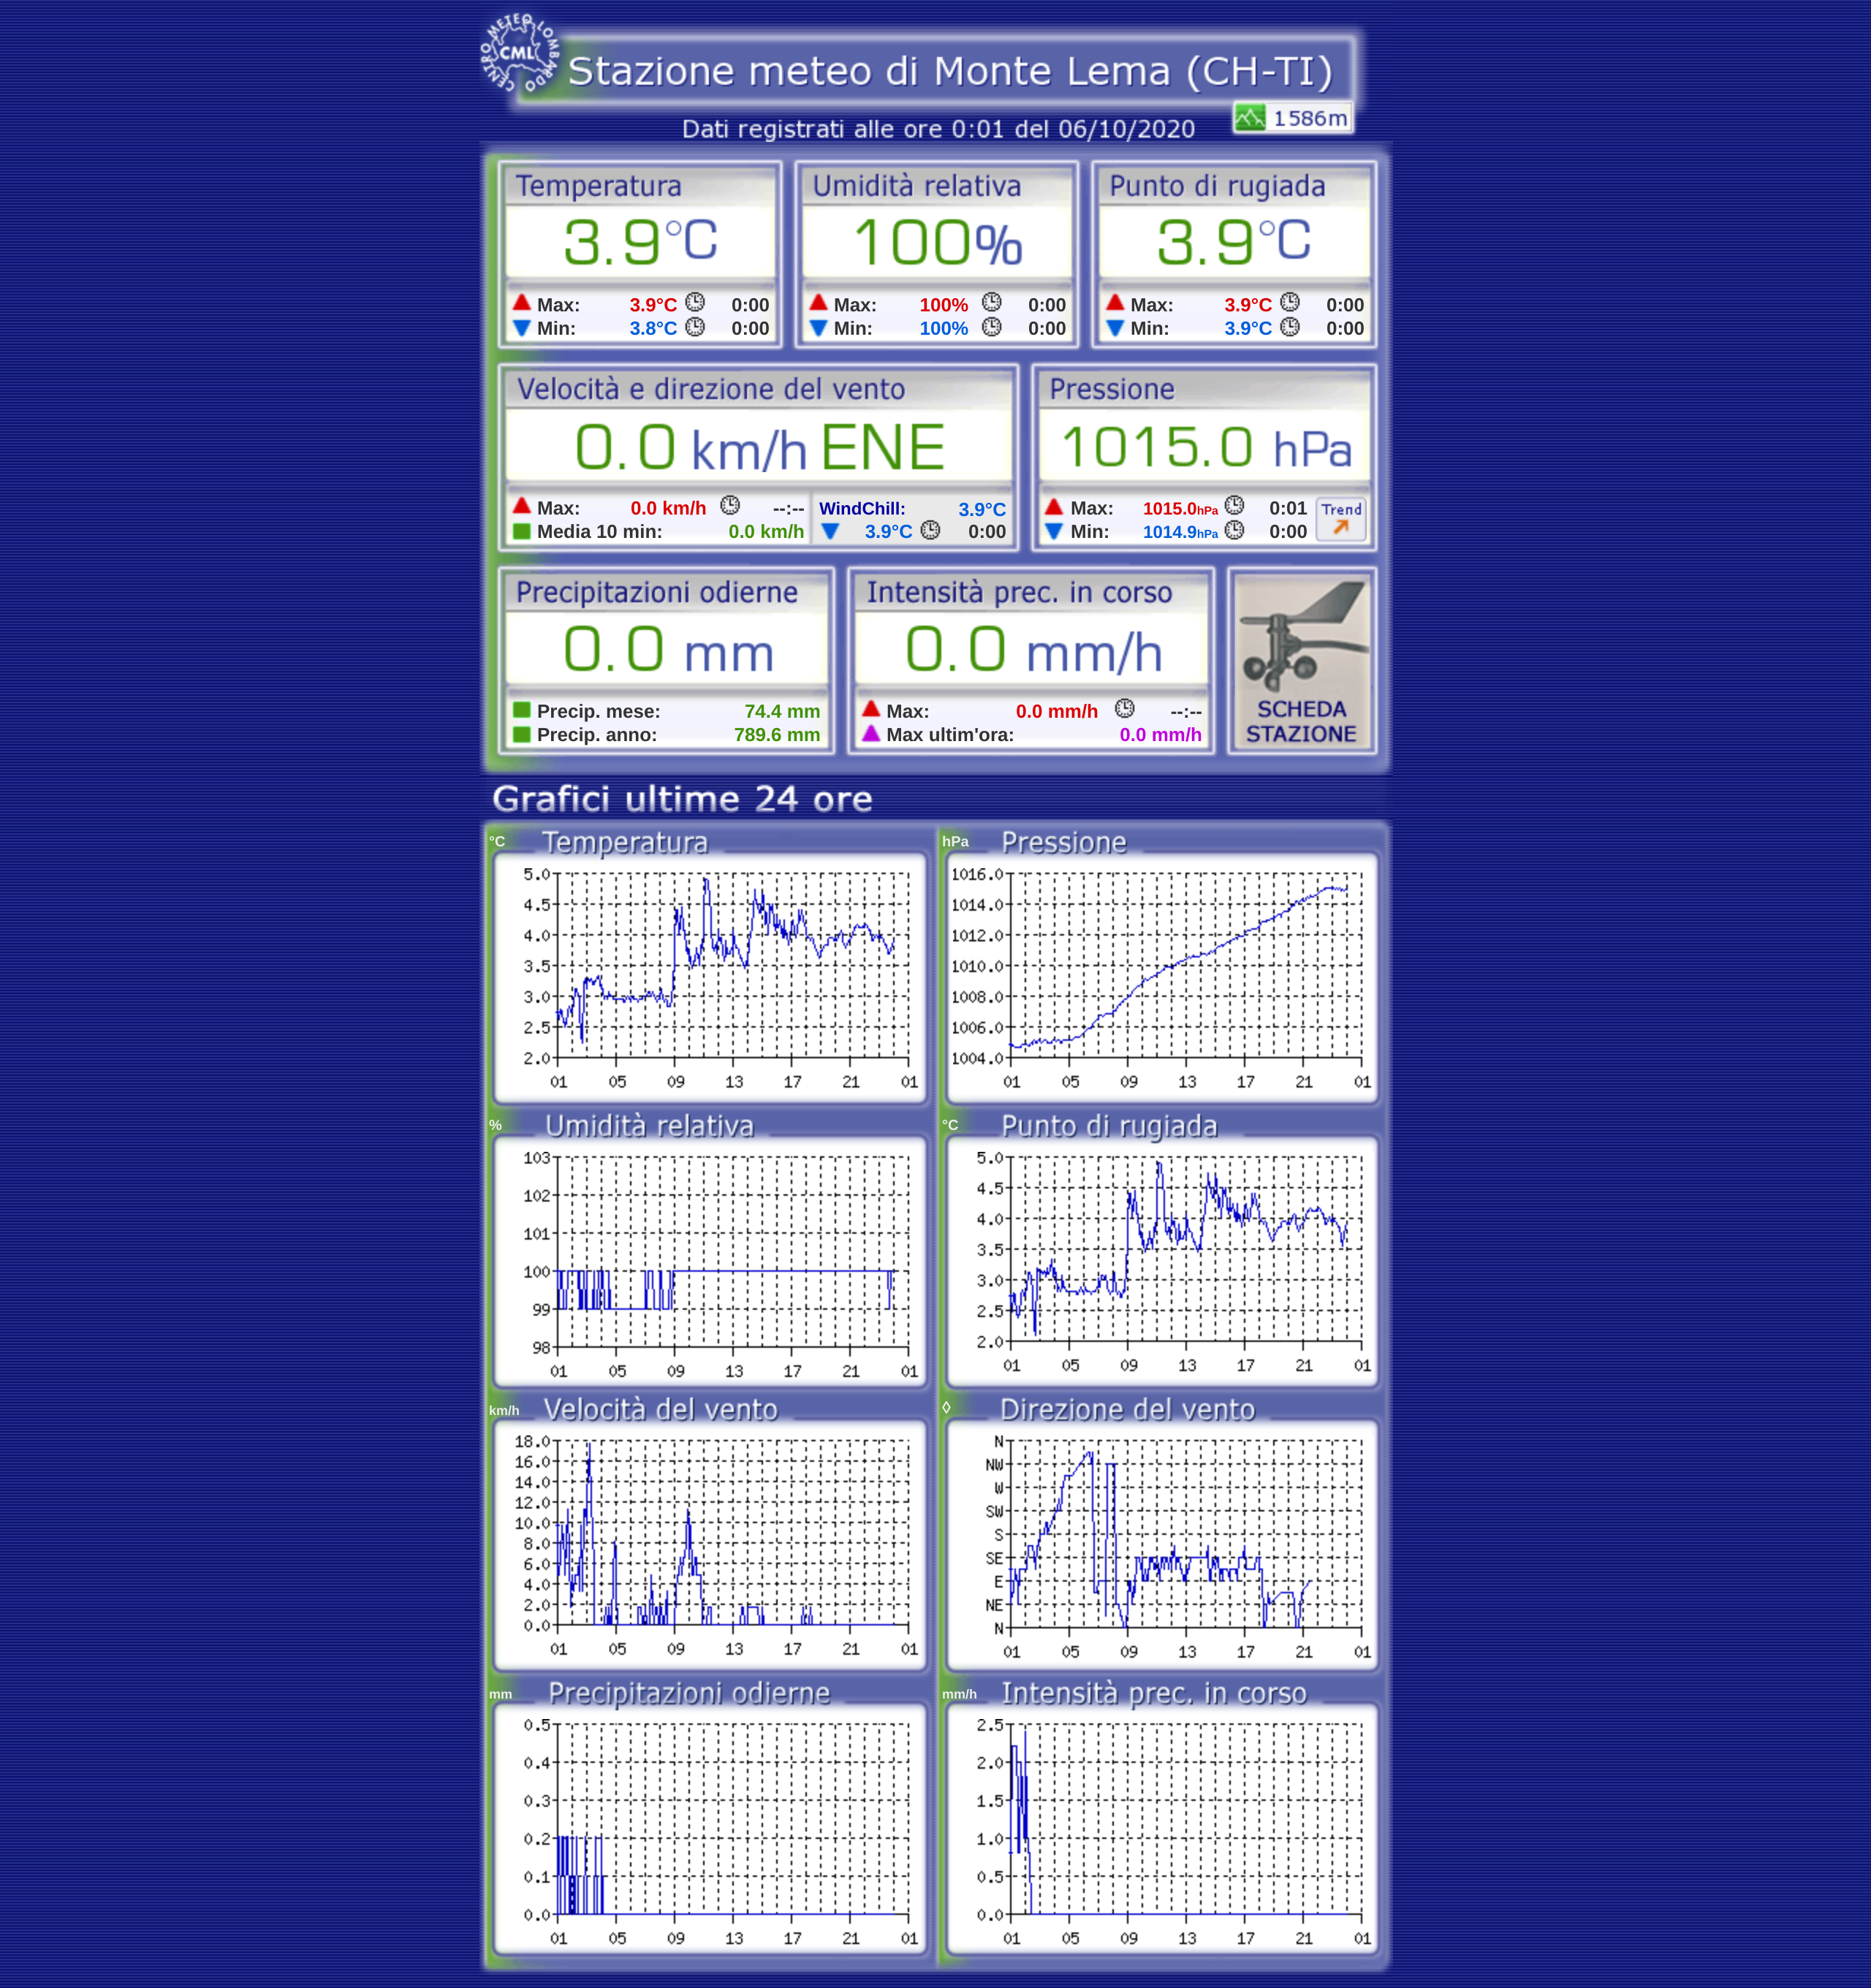 CENTRO METEO LOMBARDO
CML
Stazione meteo di Monte Lema (CH-TI)
1586m
Dati registrati alle ore 0:01 del 06/10/2020
Temperatura
3.9°C
Max: 3.9°C 0:00
Min: 3.8°C 0:00
Umidità relativa
100%
Max: 100% 0:00
Min: 100% 0:00
Punto di rugiada
3.9°C
Max: 3.9°C 0:00
Min: 3.9°C 0:00
Velocità e direzione del vento
0.0 km/h ENE
Max: 0.0 km/h --:--
Media 10 min: 0.0 km/h
WindChill: 3.9°C
3.9°C 0:00
Pressione
1015.0 hPa
Max: 1015.0hPa 0:01
Min: 1014.9hPa 0:00
Trend
Precipitazioni odierne
0.0 mm
Precip. mese: 74.4 mm
Precip. anno: 789.6 mm
Intensità prec. in corso
0.0 mm/h
Max: 0.0 mm/h --:--
Max ultim'ora: 0.0 mm/h
SCHEDA
STAZIONE
Grafici ultime 24 ore
°C Temperatura
5.0
4.5
4.0
3.5
3.0
2.5
2.0
01 05 09 13 17 21 01
hPa Pressione
1016.0
1014.0
1012.0
1010.0
1008.0
1006.0
1004.0
01 05 09 13 17 21 01
% Umidità relativa
103
102
101
100
99
98
01 05 09 13 17 21 01
°C Punto di rugiada
5.0
4.5
4.0
3.5
3.0
2.5
2.0
01 05 09 13 17 21 01
km/h Velocità del vento
18.0
16.0
14.0
12.0
10.0
8.0
6.0
4.0
2.0
0.0
01 05 09 13 17 21 01
◊ Direzione del vento
N
NW
W
SW
S
SE
E
NE
N
01 05 09 13 17 21 01
mm Precipitazioni odierne
0.5
0.4
0.3
0.2
0.1
0.0
01 05 09 13 17 21 01
mm/h Intensità prec. in corso
2.5
2.0
1.5
1.0
0.5
0.0
01 05 09 13 17 21 01